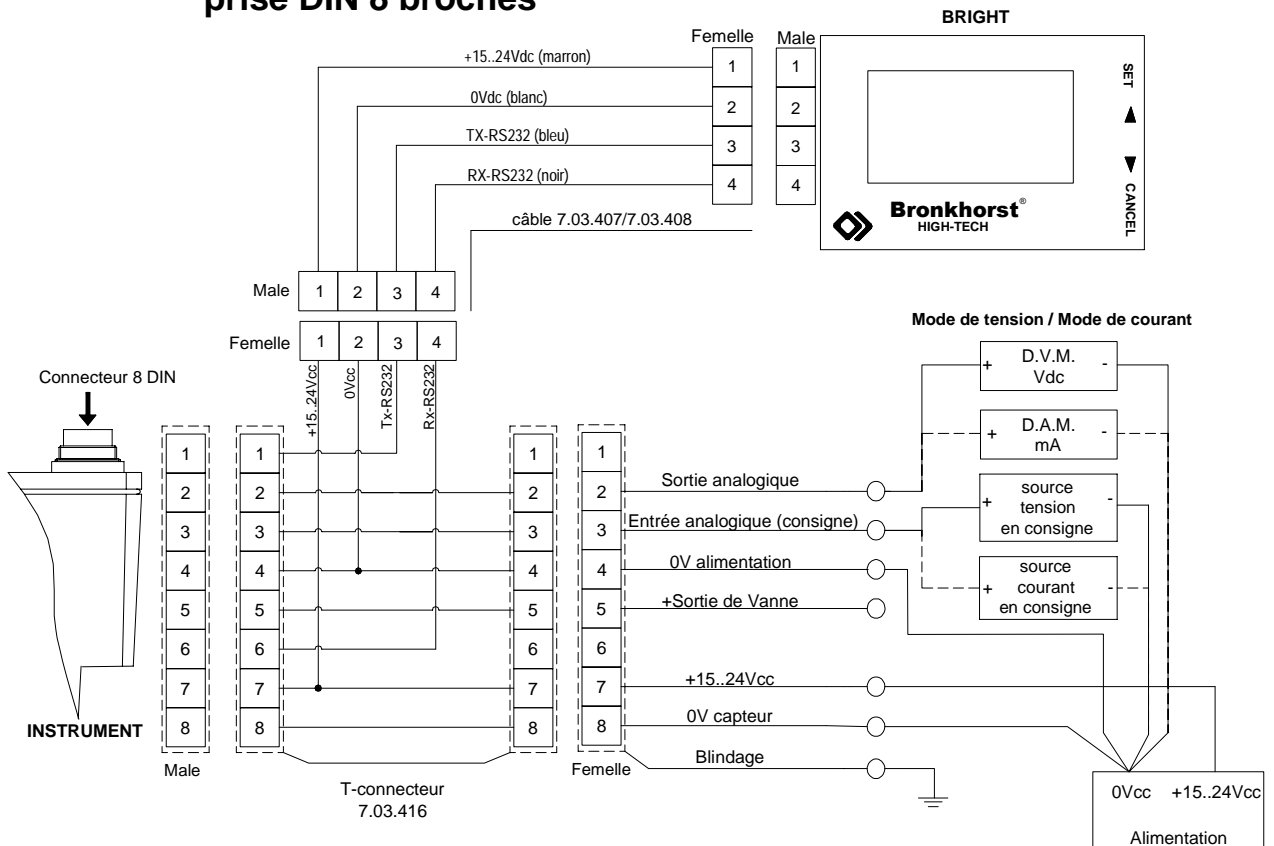 prise DIN 8 broches
BRIGHT
Femelle
Male
+15..24Vdc (marron)
1
1
0Vdc (blanc)
2
2
TX-RS232 (bleu)
3
3
RX-RS232 (noir)
4
4
SET
CANCEL
Bronkhorst®
HIGH-TECH
câble 7.03.407/7.03.408
Male
1
2
3
4
Femelle
1
2
3
4
+15..24Vcc
0Vcc
Tx-RS232
Rx-RS232
Mode de tension / Mode de courant
+
D.V.M.
Vdc
-
+
D.A.M.
mA
-
+
source
tension
en consigne
-
+
source
courant
en consigne
-
Connecteur 8 DIN
INSTRUMENT
1
2
3
4
5
6
7
8
Male
1
2
3
4
5
6
7
8
T-connecteur
7.03.416
1
2
3
4
5
6
7
8
1
2
3
4
5
6
7
8
Femelle
Sortie analogique
Entrée analogique (consigne)
0V alimentation
+Sortie de Vanne
+15..24Vcc
0V capteur
Blindage
0Vcc
+15..24Vcc
Alimentation